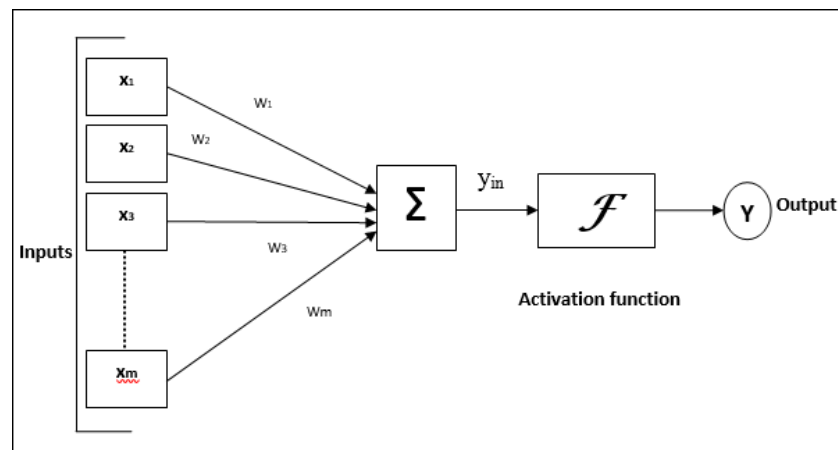 x1
W1
x2
W2
x3
Σ
yin
ℱ
Y
Output
Inputs
W3
Activation function
Wm
xm